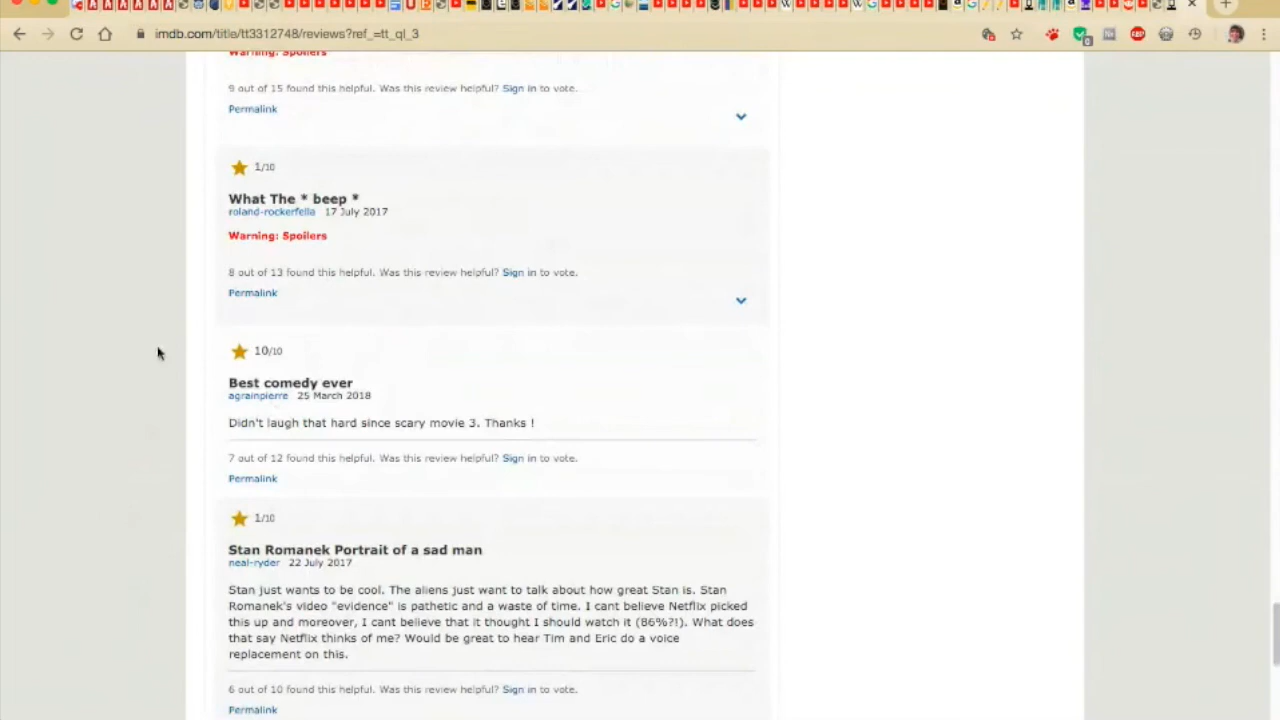 imdb.com/title/tt3312748/reviews?ref_=tt_ql_3
Warning: Spoilers
9 out of 15 found this helpful. Was this review helpful? Sign in to vote.
Permalink
1/10
What The * beep *
roland-rockerfella 17 July 2017
Warning: Spoilers
8 out of 13 found this helpful. Was this review helpful? Sign in to vote.
Permalink
10/10
Best comedy ever
agrainpierre 25 March 2018
Didn't laugh that hard since scary movie 3. Thanks !
7 out of 12 found this helpful. Was this review helpful? Sign in to vote.
Permalink
1/10
Stan Romanek Portrait of a sad man
neal-ryder 22 July 2017
Stan just wants to be cool. The aliens just want to talk about how great Stan is. Stan
Romanek's video "evidence" is pathetic and a waste of time. I cant believe Netflix picked
this up and moreover, I cant believe that it thought I should watch it (86%?!). What does
that say Netflix thinks of me? Would be great to hear Tim and Eric do a voice
replacement on this.
6 out of 10 found this helpful. Was this review helpful? Sign in to vote.
Permalink